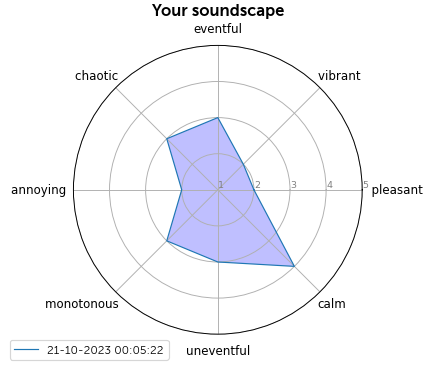 Your soundscape
eventful
chaotic
vibrant
annoying
1
2
3
4
5
pleasant
monotonous
calm
uneventful
21-10-2023 00:05:22